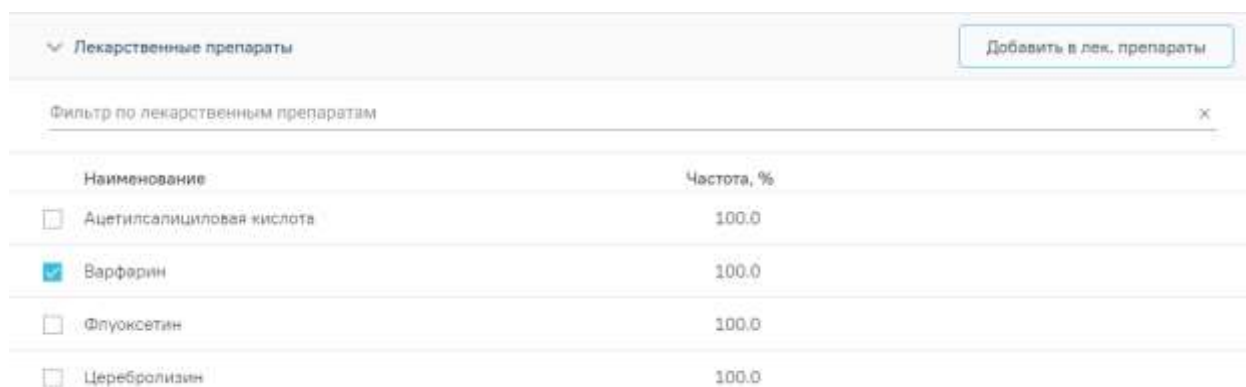 Лекарственные препараты Добавить в лек. препараты
Фильтр по лекарственным препаратам ×
Наименование Частота, %
Ацетилсалициловая кислота 100.0
Варфарин 100.0
Флуоксетин 100.0
Церебролизин 100.0